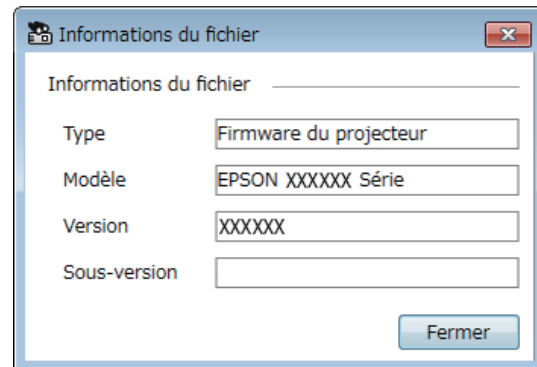 Informations du fichier
Informations du fichier
Type Firmware du projecteur
Modèle EPSON XXXXXX Série
Version XXXXXX
Sous-version
Fermer